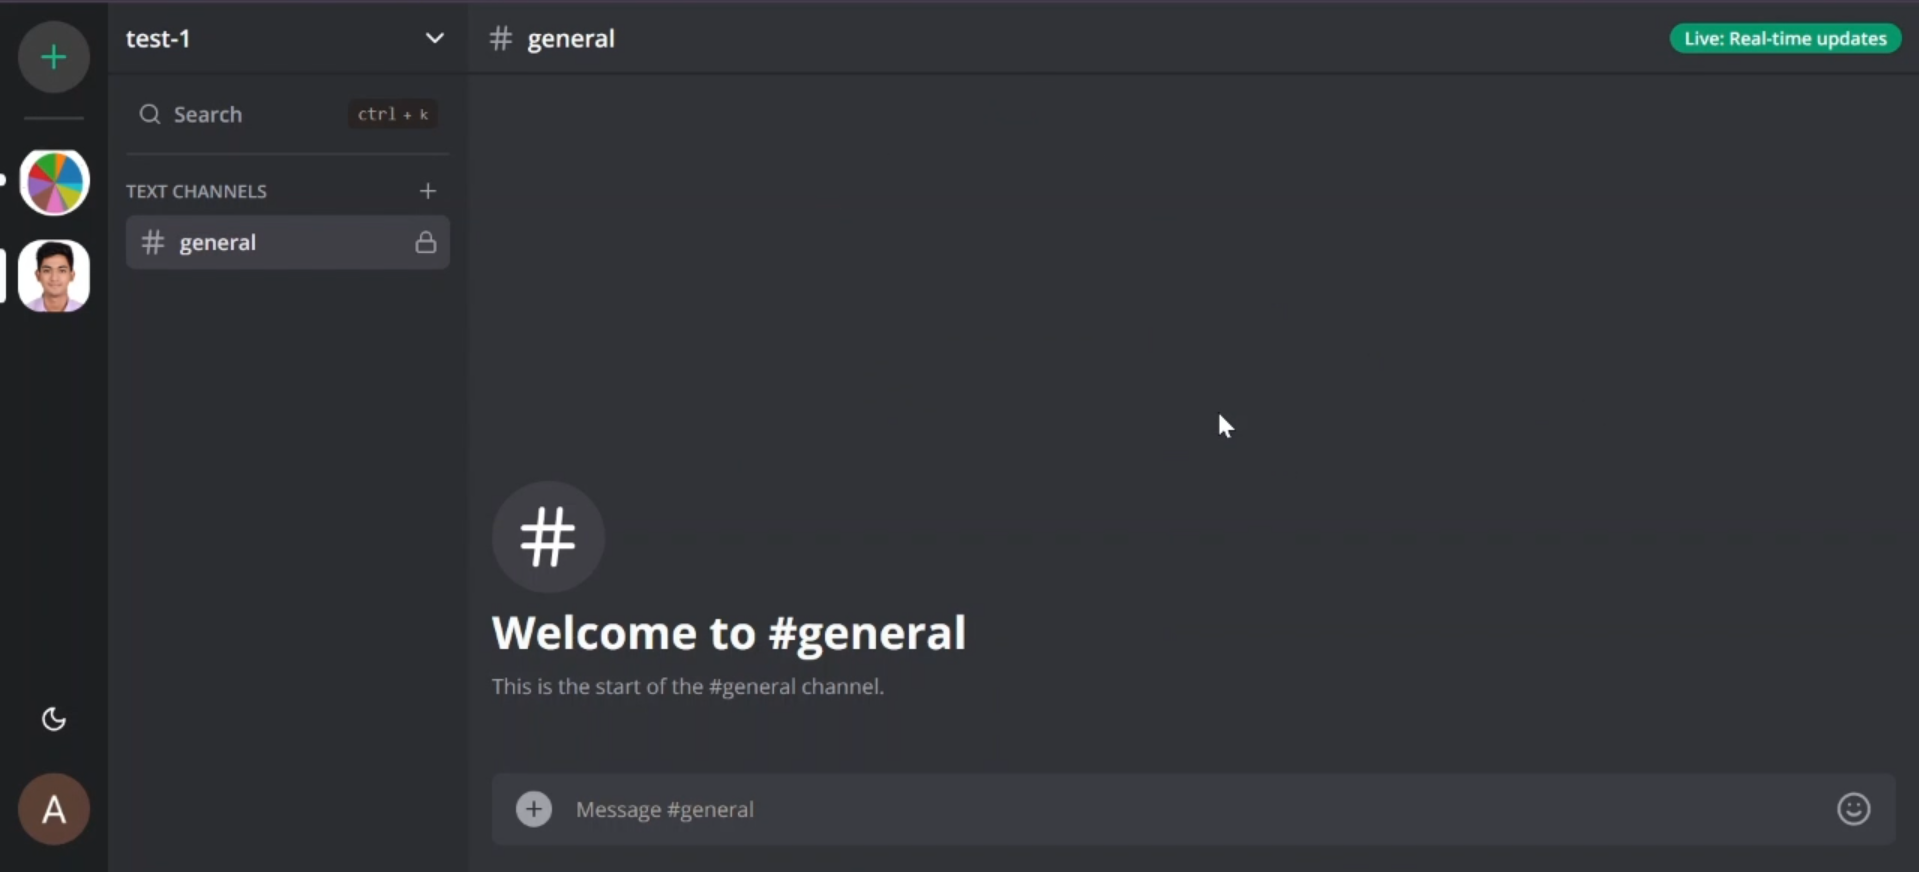 test-1
# general
Live: Real-time updates
Search
ctrl + k
TEXT CHANNELS
# general
#
Welcome to #general
This is the start of the #general channel.
Message #general
A